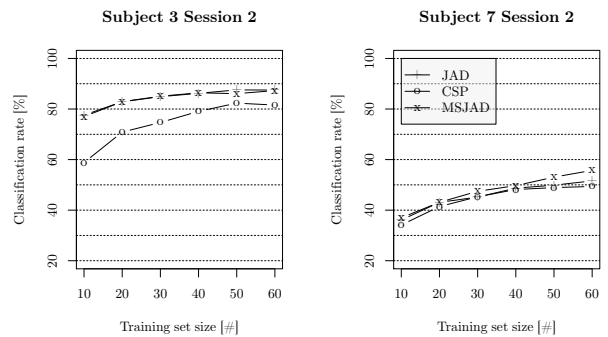 Subject 3 Session 2
Classification rate [%]
100
80
60
40
20
10 20 30 40 50 60
Training set size [#]
Subject 7 Session 2
Classification rate [%]
100
80
60
40
20
JAD
CSP
MSJAD
10 20 30 40 50 60
Training set size [#]